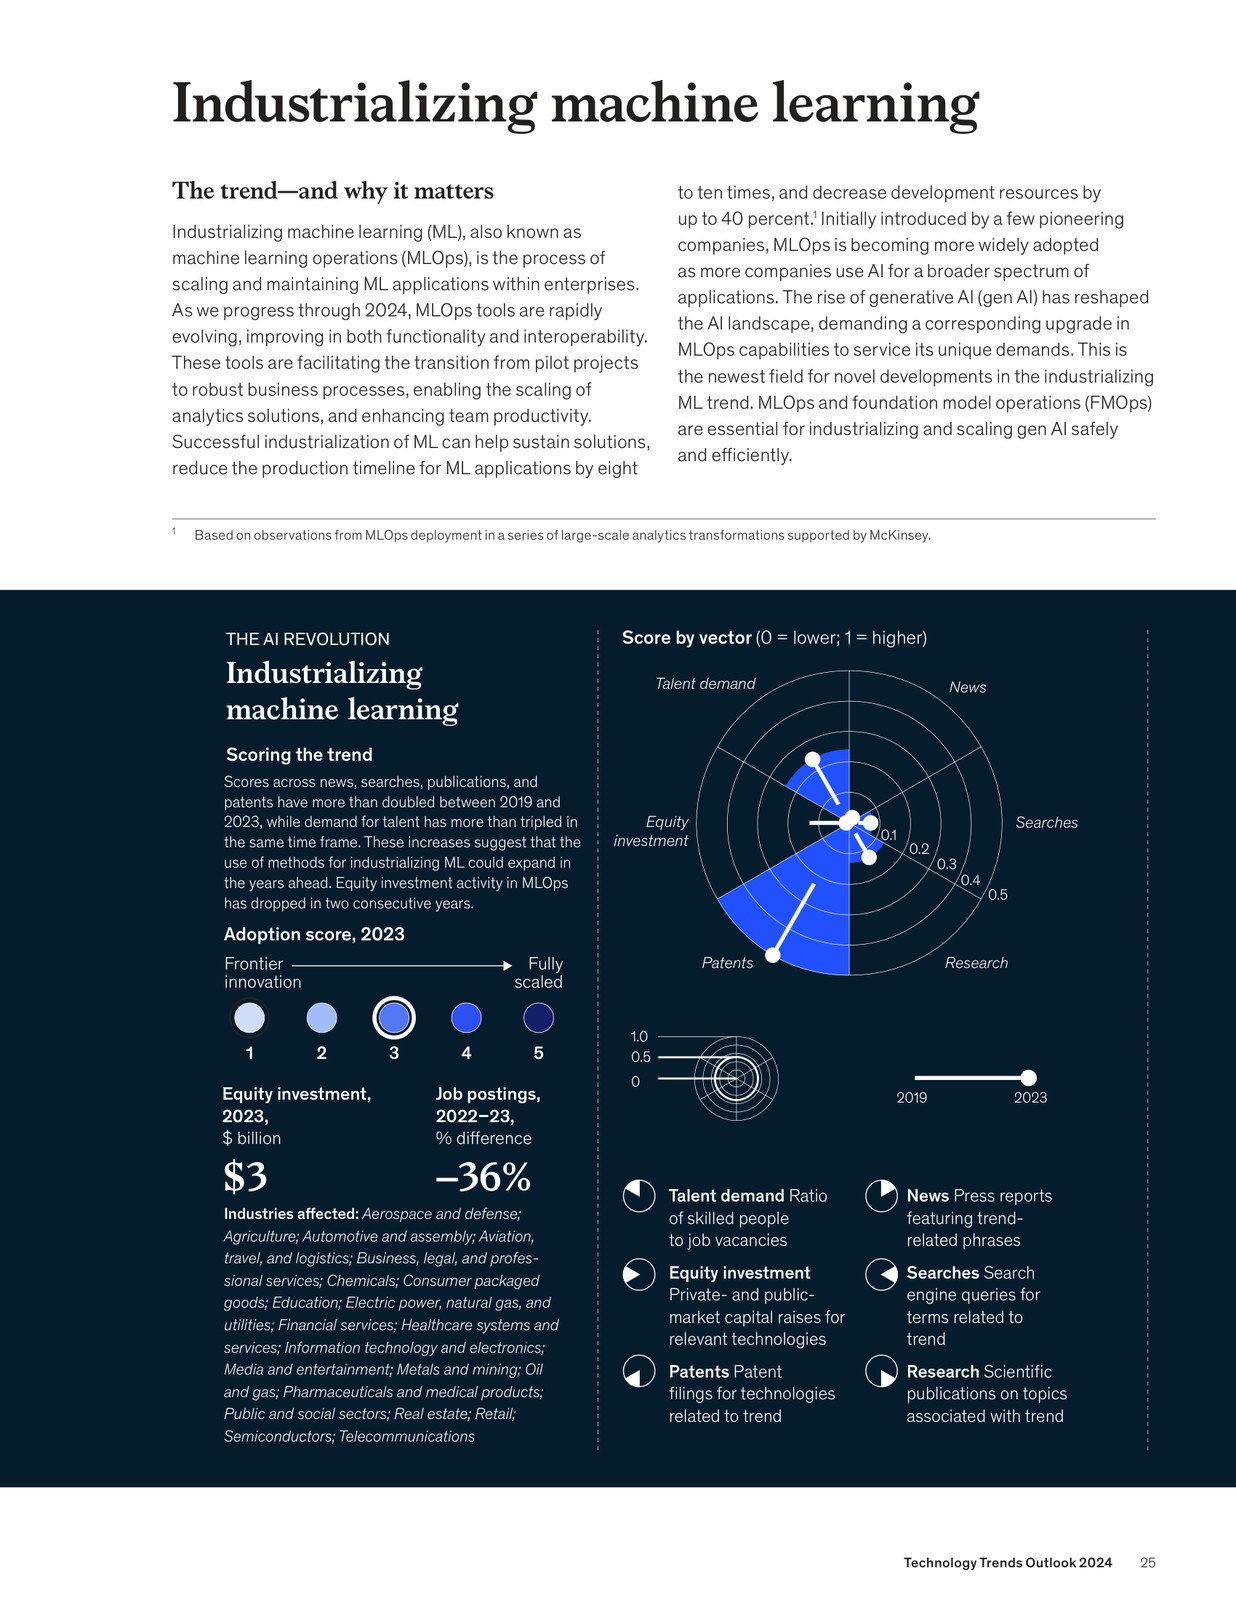 Industrializing machine learning
The trend—and why it matters
Industrializing machine learning (ML), also known as
machine learning operations (MLOps), is the process of
scaling and maintaining ML applications within enterprises.
As we progress through 2024, MLOps tools are rapidly
evolving, improving in both functionality and interoperability.
These tools are facilitating the transition from pilot projects
to robust business processes, enabling the scaling of
analytics solutions, and enhancing team productivity.
Successful industrialization of ML can help sustain solutions,
reduce the production timeline for ML applications by eight
to ten times, and decrease development resources by
up to 40 percent.¹ Initially introduced by a few pioneering
companies, MLOps is becoming more widely adopted
as more companies use AI for a broader spectrum of
applications. The rise of generative AI (gen AI) has reshaped
the AI landscape, demanding a corresponding upgrade in
MLOps capabilities to service its unique demands. This is
the newest field for novel developments in the industrializing
ML trend. MLOps and foundation model operations (FMOps)
are essential for industrializing and scaling gen AI safely
and efficiently.
¹ Based on observations from MLOps deployment in a series of large-scale analytics transformations supported by McKinsey.
THE AI REVOLUTION
Industrializing
machine learning
Scoring the trend
Scores across news, searches, publications, and
patents have more than doubled between 2019 and
2023, while demand for talent has more than tripled in
the same time frame. These increases suggest that the
use of methods for industrializing ML could expand in
the years ahead. Equity investment activity in MLOps
has dropped in two consecutive years.
Adoption score, 2023
Frontier
innovation
Fully
scaled
1 2 3 4 5
Equity investment,
2023,
$ billion
$3
Job postings,
2022–23,
% difference
–36%
Industries affected: Aerospace and defense;
Agriculture; Automotive and assembly; Aviation,
travel, and logistics; Business, legal, and profes-
sional services; Chemicals; Consumer packaged
goods; Education; Electric power, natural gas, and
utilities; Financial services; Healthcare systems and
services; Information technology and electronics;
Media and entertainment; Metals and mining; Oil
and gas; Pharmaceuticals and medical products;
Public and social sectors; Real estate; Retail;
Semiconductors; Telecommunications
Score by vector (0 = lower; 1 = higher)
Talent demand
News
Equity
investment
Searches
0.1
0.2
0.3
0.4
0.5
Patents
Research
1.0
0.5
0
2019 2023
Talent demand Ratio
of skilled people
to job vacancies
News Press reports
featuring trend-
related phrases
Equity investment
Private- and public-
market capital raises for
relevant technologies
Searches Search
engine queries for
terms related to
trend
Patents Patent
filings for technologies
related to trend
Research Scientific
publications on topics
associated with trend
Technology Trends Outlook 2024 25